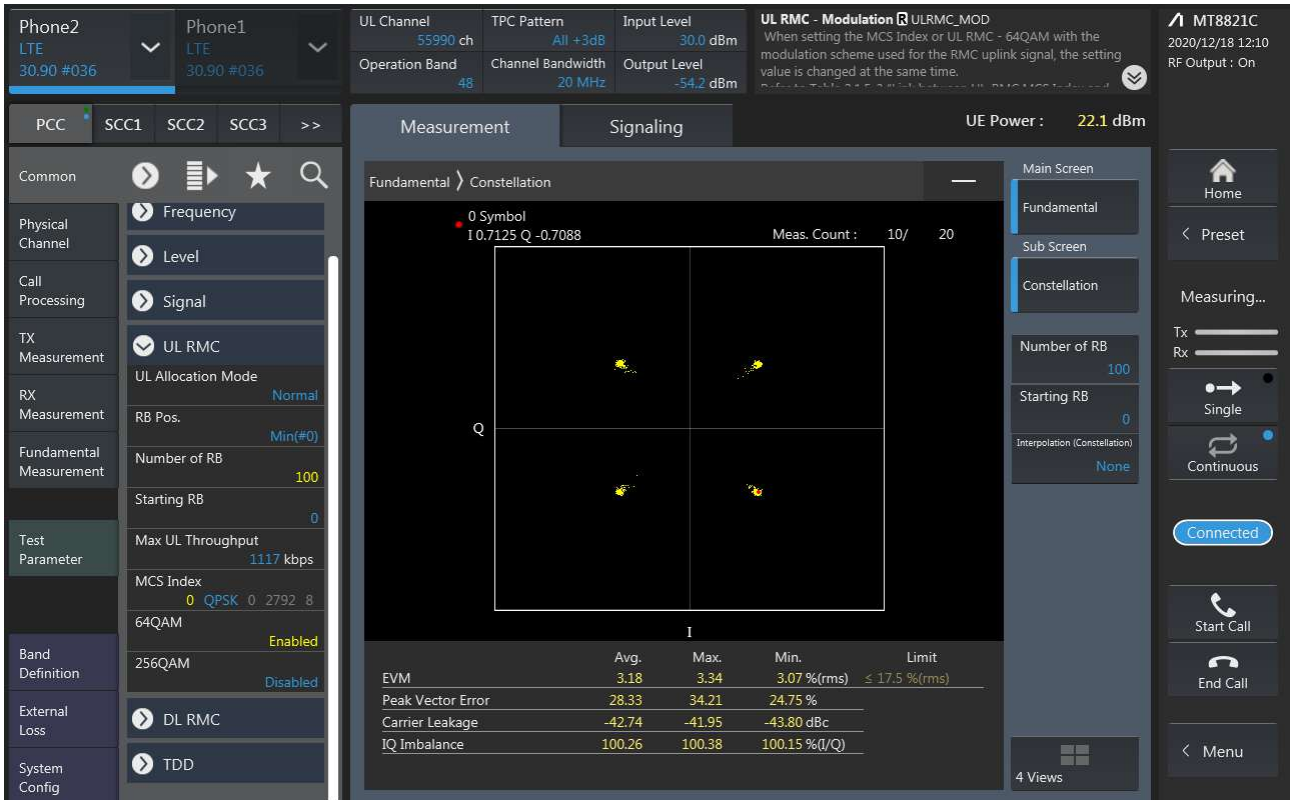 Phone2
LTE
30.90 #036
Phone1
LTE
30.90 #036
UL Channel
55990 ch
Operation Band
48
TPC Pattern
All +3dB
Channel Bandwidth
20 MHz
Input Level
30.0 dBm
Output Level
-54.2 dBm
UL RMC - Modulation R ULRMC_MOD
When setting the MCS Index or UL RMC - 64QAM with the
modulation scheme used for the RMC uplink signal, the setting
value is changed at the same time.
MT8821C
2020/12/18 12:10
RF Output : On
PCC SCC1 SCC2 SCC3 >>
Common
Physical
Channel
Call
Processing
TX
Measurement
RX
Measurement
Fundamental
Measurement
Test
Parameter
Band
Definition
External
Loss
System
Config
Frequency
Level
Signal
UL RMC
UL Allocation Mode
Normal
RB Pos.
Min(#0)
Number of RB
100
Starting RB
0
Max UL Throughput
1117 kbps
MCS Index
0 QPSK 0 2792 8
64QAM
Enabled
256QAM
Disabled
DL RMC
TDD
Measurement
Signaling
UE Power : 22.1 dBm
Fundamental 〉 Constellation
0 Symbol
I 0.7125 Q -0.7088
Meas. Count : 10/ 20
Q
I
Avg. Max. Min. Limit
EVM 3.18 3.34 3.07 %(rms) ≤ 17.5 %(rms)
Peak Vector Error 28.33 34.21 24.75 %
Carrier Leakage -42.74 -41.95 -43.80 dBc
IQ Imbalance 100.26 100.38 100.15 %(I/Q)
Main Screen
Fundamental
Sub Screen
Constellation
Number of RB
100
Starting RB
0
Interpolation (Constellation)
None
4 Views
Home
< Preset
Measuring...
Tx
Rx
Single
Continuous
Connected
Start Call
End Call
< Menu